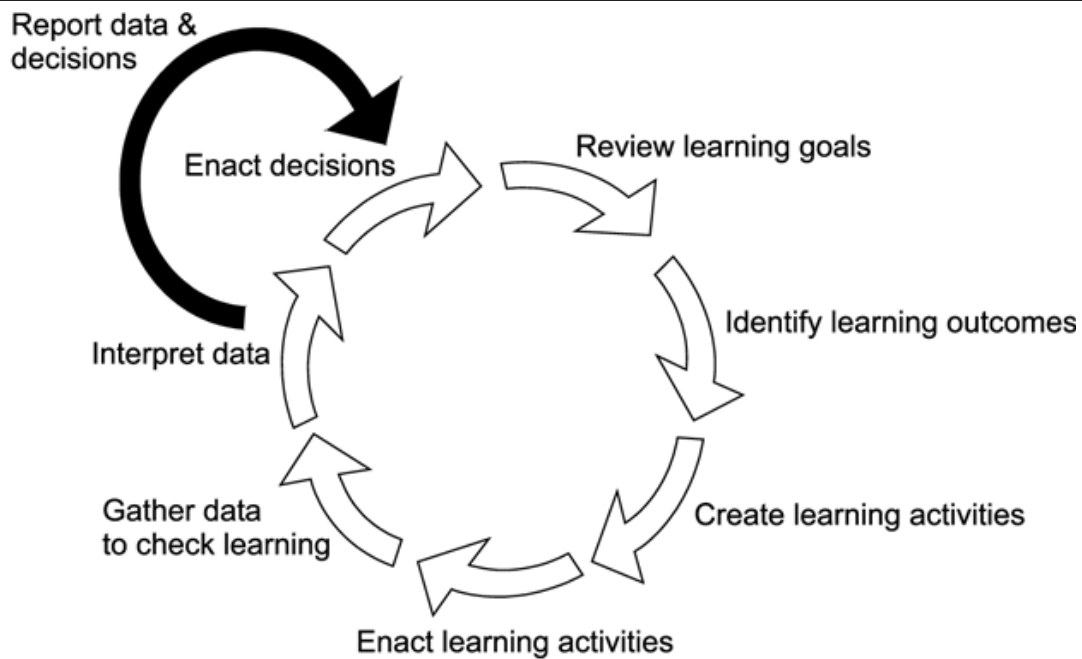 Report data &
decisions
Enact decisions
Review learning goals
Identify learning outcomes
Create learning activities
Enact learning activities
Gather data
to check learning
Interpret data